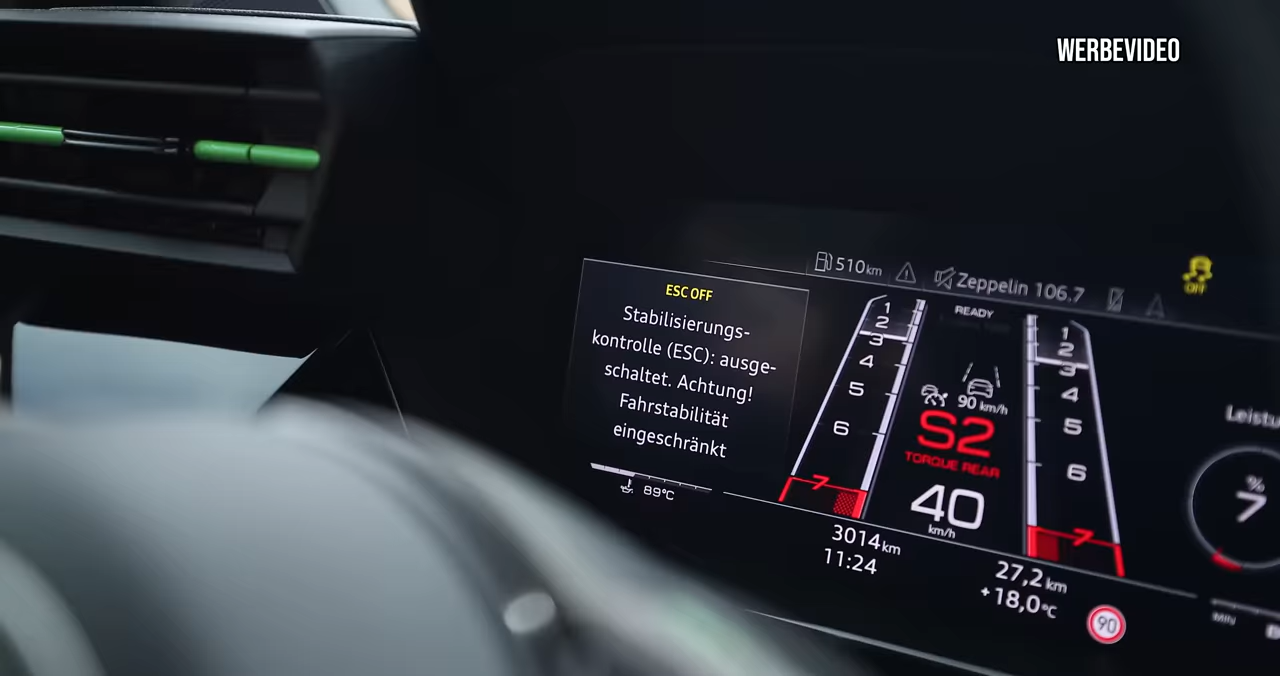 WERBEVIDEO
510 km
Zeppelin 106.7
OFF
ESC OFF
Stabilisierungs-
kontrolle (ESC): ausge-
schaltet. Achtung!
Fahrstabilität
eingeschränkt
89°C
1
2
3
4
5
6
7
READY
90 km/h
S2
TORQUE REAR
40
km/h
1
2
3
4
5
6
7
%
7
3014 km
11:24
27,2 km
+18,0 °C
90